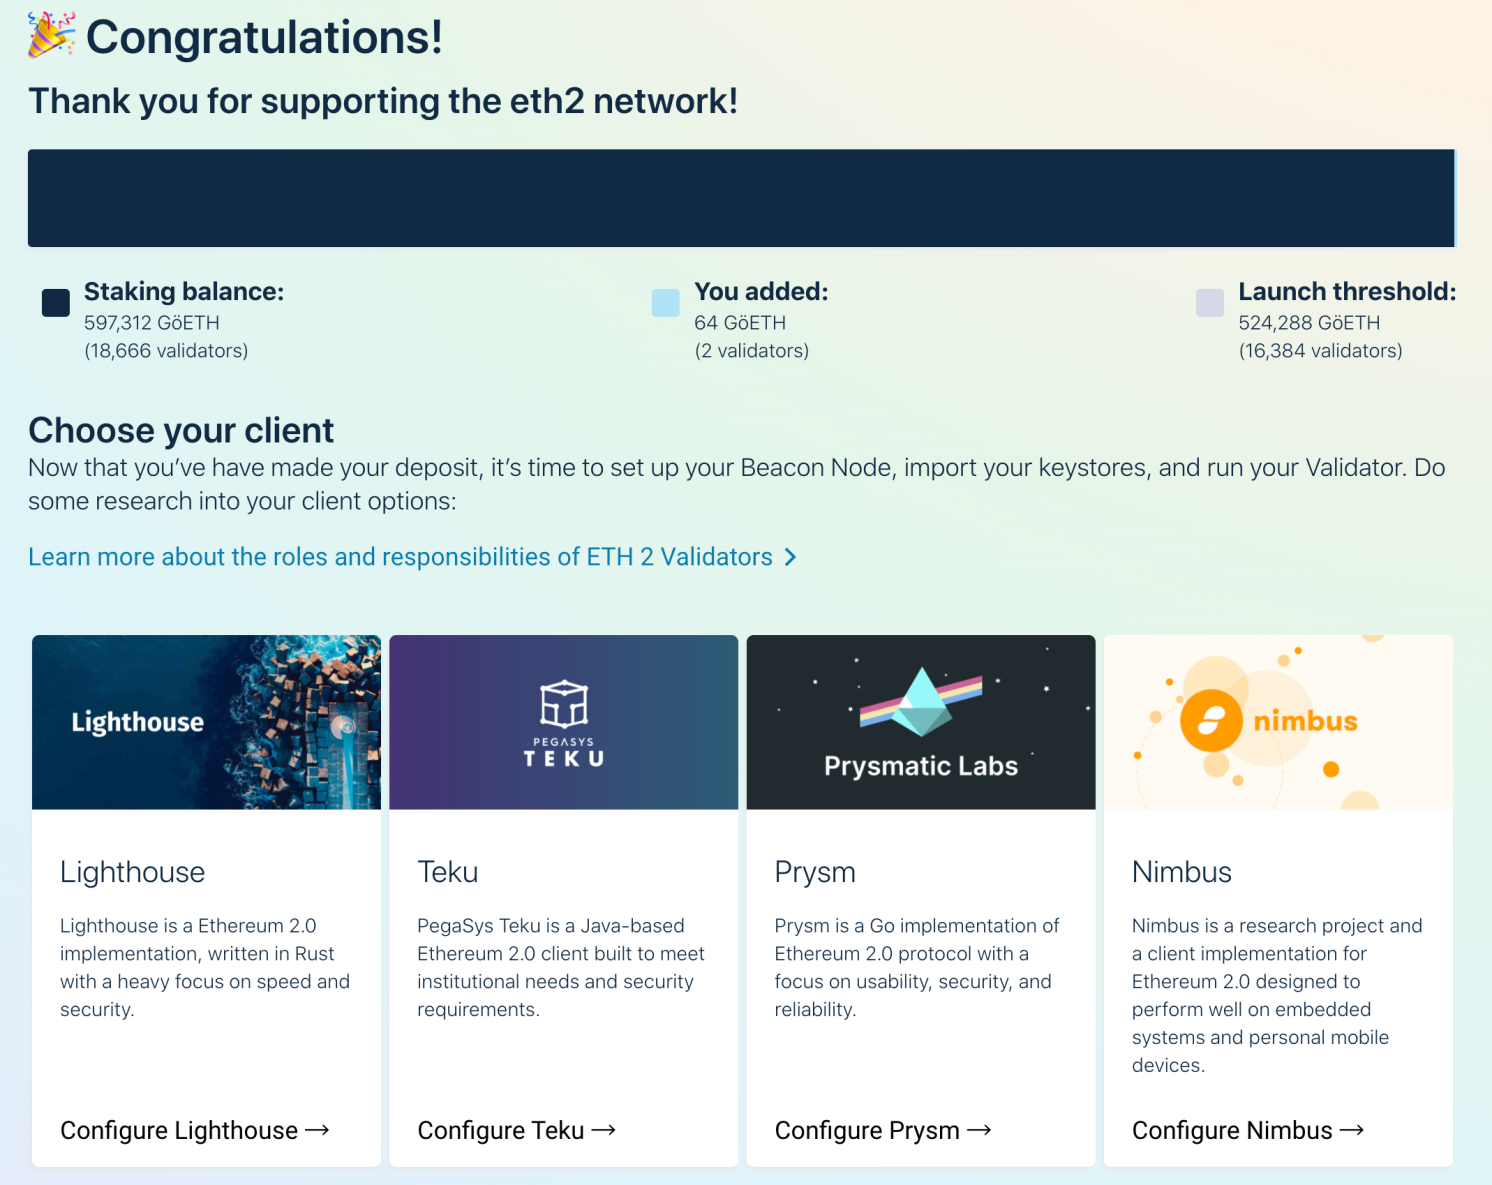 Congratulations!
Thank you for supporting the eth2 network!
Staking balance:
597,312 GöETH
(18,666 validators)
You added:
64 GöETH
(2 validators)
Launch threshold:
524,288 GöETH
(16,384 validators)
Choose your client
Now that you’ve have made your deposit, it’s time to set up your Beacon Node, import your keystores, and run your Validator. Do
some research into your client options:
Learn more about the roles and responsibilities of ETH 2 Validators
Lighthouse
Lighthouse
Lighthouse is a Ethereum 2.0
implementation, written in Rust
with a heavy focus on speed and
security.
Configure Lighthouse →
PEGASYS
TEKU
Teku
PegaSys Teku is a Java-based
Ethereum 2.0 client built to meet
institutional needs and security
requirements.
Configure Teku →
Prysmatic Labs
Prysm
Prysm is a Go implementation of
Ethereum 2.0 protocol with a
focus on usability, security, and
reliability.
Configure Prysm →
nimbus
Nimbus
Nimbus is a research project and
a client implementation for
Ethereum 2.0 designed to
perform well on embedded
systems and personal mobile
devices.
Configure Nimbus →